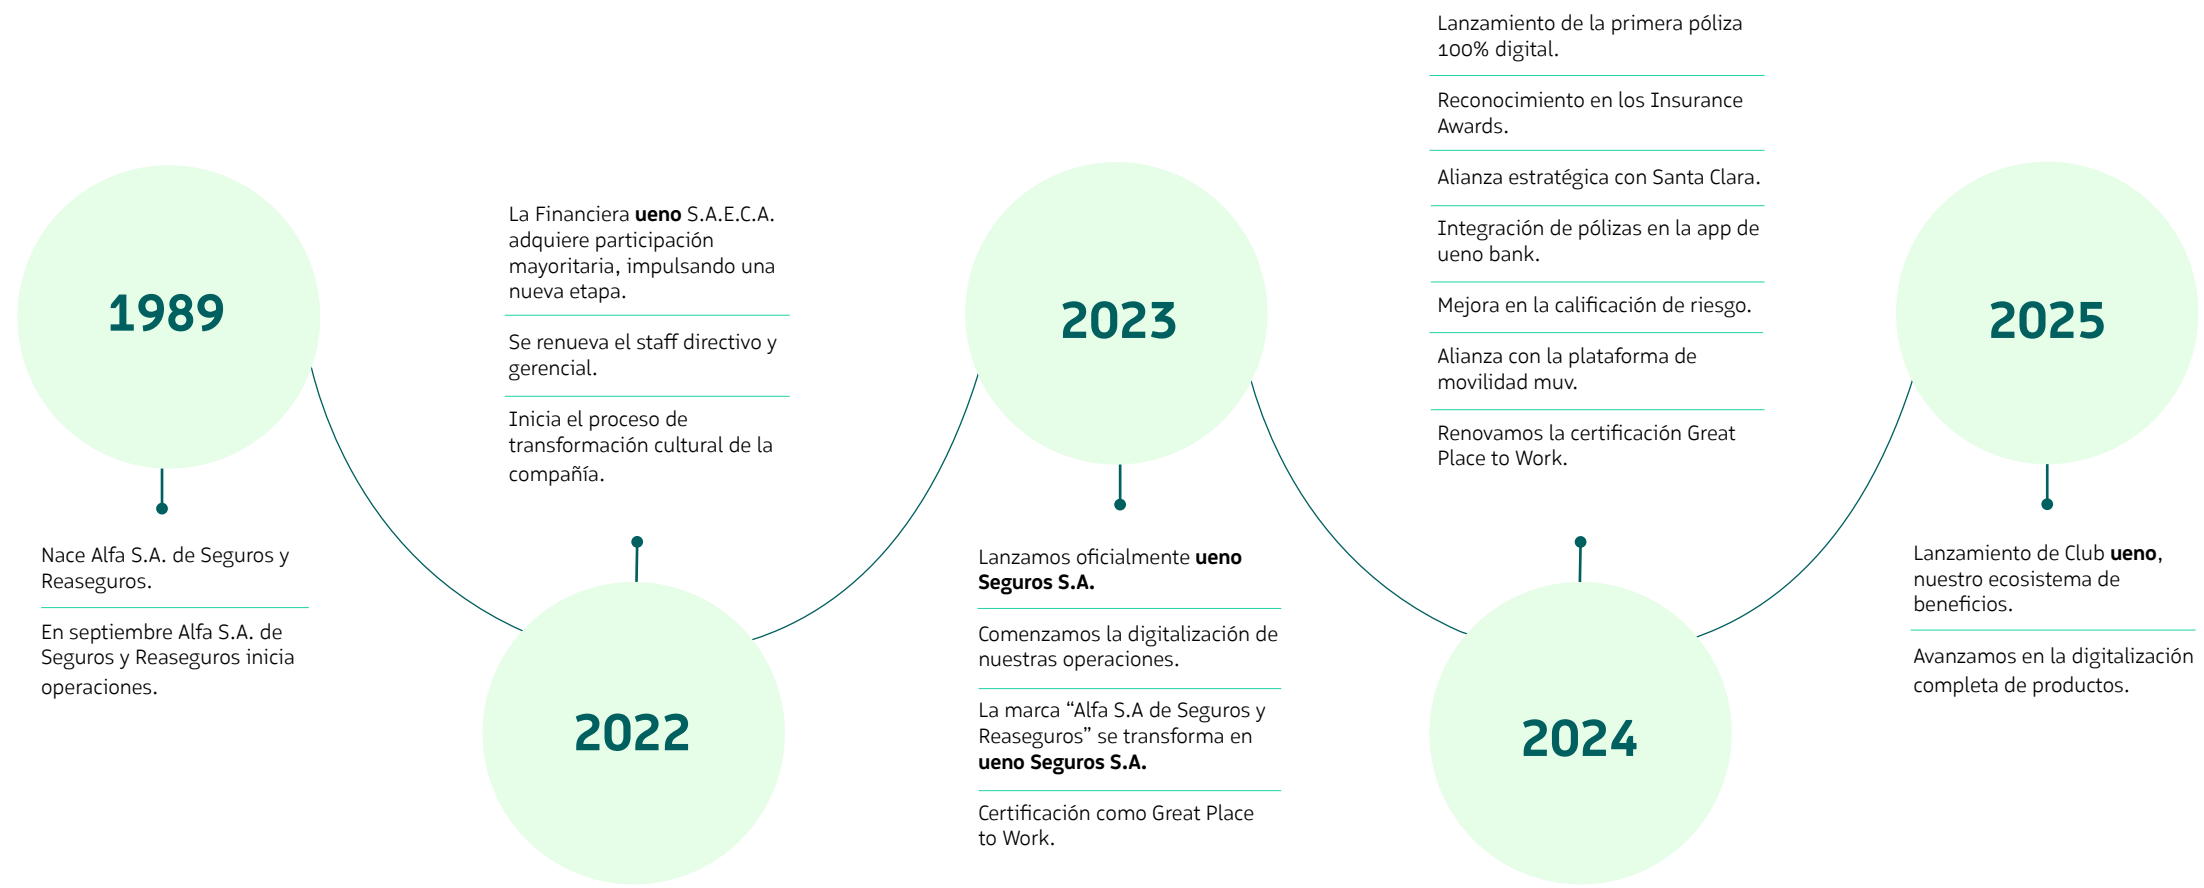 1989
Nace Alfa S.A. de Seguros y
Reaseguros.
En septiembre Alfa S.A. de
Seguros y Reaseguros inicia
operaciones.
La Financiera ueno S.A.E.C.A.
adquiere participación
mayoritaria, impulsando una
nueva etapa.
Se renueva el staff directivo y
gerencial.
Inicia el proceso de
transformación cultural de la
compañía.
2022
2023
Lanzamos oficialmente ueno
Seguros S.A.
Comenzamos la digitalización de
nuestras operaciones.
La marca “Alfa S.A de Seguros y
Reaseguros” se transforma en
ueno Seguros S.A.
Certificación como Great Place
to Work.
Lanzamiento de la primera póliza
100% digital.
Reconocimiento en los Insurance
Awards.
Alianza estratégica con Santa Clara.
Integración de pólizas en la app de
ueno bank.
Mejora en la calificación de riesgo.
Alianza con la plataforma de
movilidad muv.
Renovamos la certificación Great
Place to Work.
2024
2025
Lanzamiento de Club ueno,
nuestro ecosistema de
beneficios.
Avanzamos en la digitalización
completa de productos.